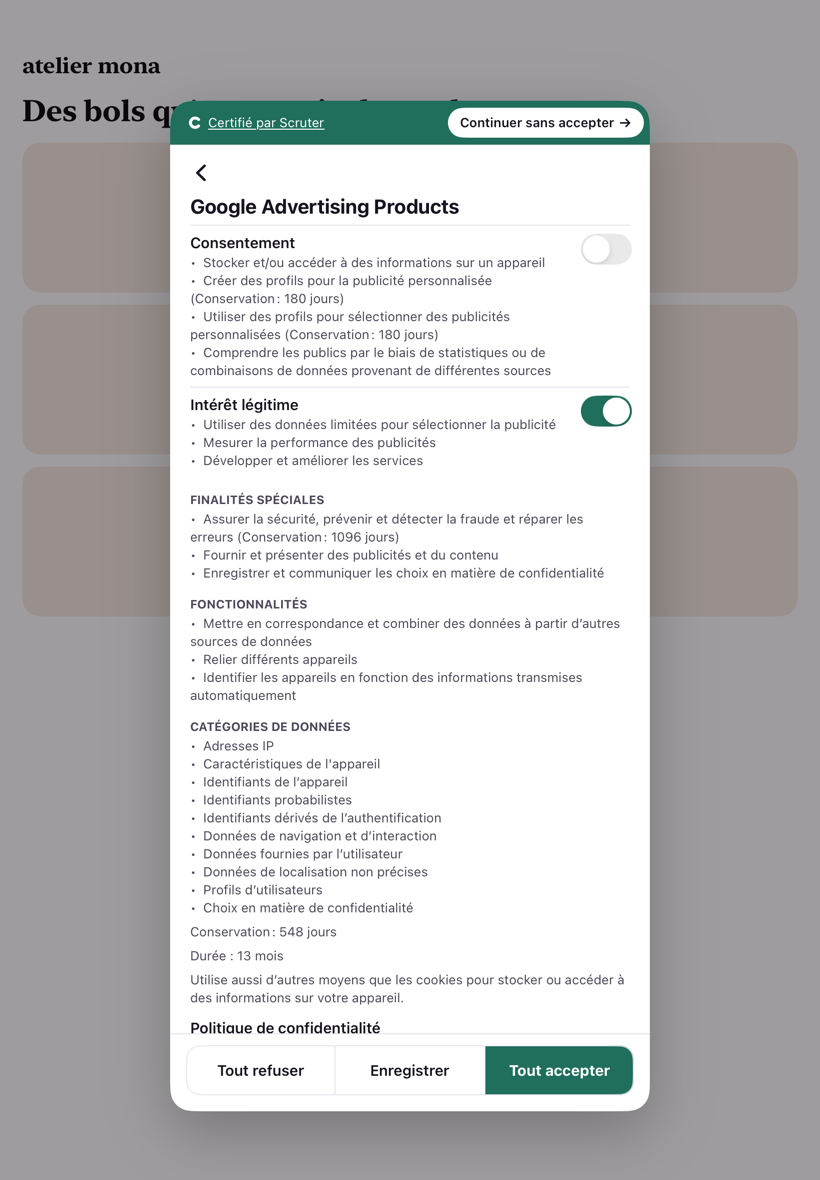 atelier mona
Des bols q
Certifié par Scruter
Continuer sans accepter →
Google Advertising Products
Consentement
• Stocker et/ou accéder à des informations sur un appareil
• Créer des profils pour la publicité personnalisée
(Conservation : 180 jours)
• Utiliser des profils pour sélectionner des publicités
personnalisées (Conservation : 180 jours)
• Comprendre les publics par le biais de statistiques ou de
combinaisons de données provenant de différentes sources
Intérêt légitime
• Utiliser des données limitées pour sélectionner la publicité
• Mesurer la performance des publicités
• Développer et améliorer les services
FINALITÉS SPÉCIALES
• Assurer la sécurité, prévenir et détecter la fraude et réparer les
erreurs (Conservation : 1096 jours)
• Fournir et présenter des publicités et du contenu
• Enregistrer et communiquer les choix en matière de confidentialité
FONCTIONNALITÉS
• Mettre en correspondance et combiner des données à partir d’autres
sources de données
• Relier différents appareils
• Identifier les appareils en fonction des informations transmises
automatiquement
CATÉGORIES DE DONNÉES
• Adresses IP
• Caractéristiques de l'appareil
• Identifiants de l’appareil
• Identifiants probabilistes
• Identifiants dérivés de l’authentification
• Données de navigation et d’interaction
• Données fournies par l’utilisateur
• Données de localisation non précises
• Profils d’utilisateurs
• Choix en matière de confidentialité
Conservation : 548 jours
Durée : 13 mois
Utilise aussi d’autres moyens que les cookies pour stocker ou accéder à
des informations sur votre appareil.
Politique de confidentialité
Tout refuser
Enregistrer
Tout accepter